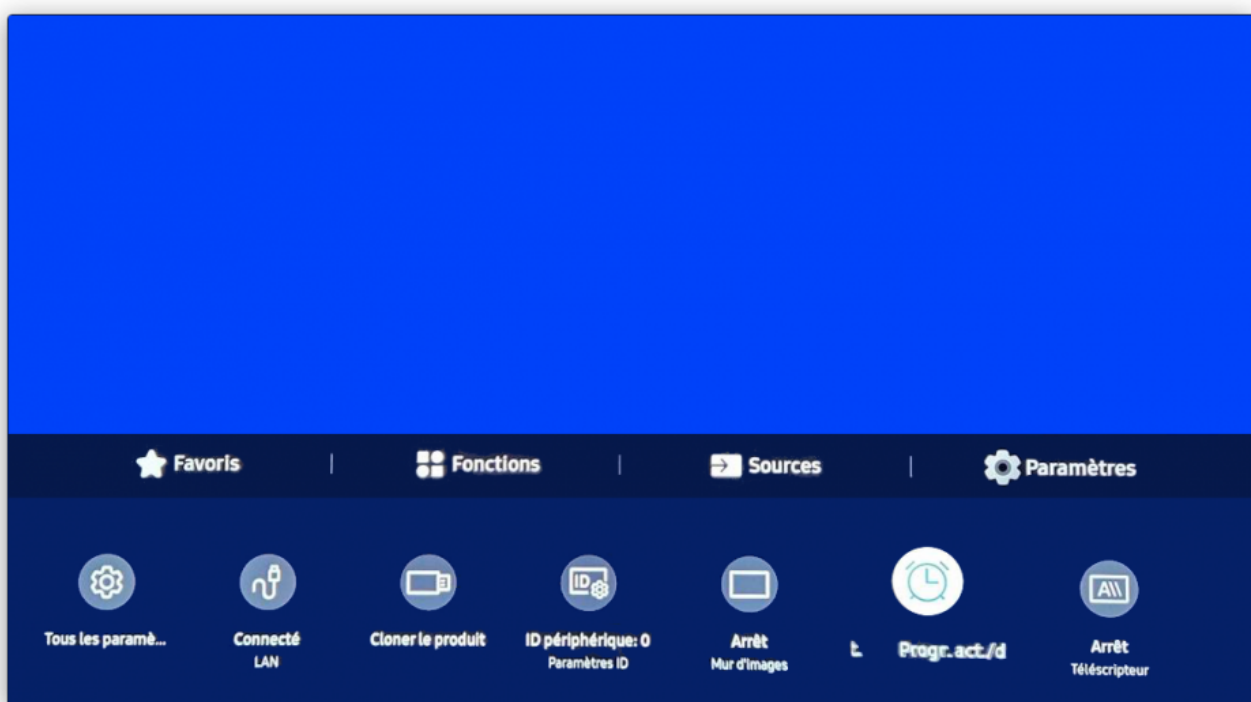 Favoris
Fonctions
Sources
Paramètres
Tous les paramè...
Connecté
LAN
Cloner le produit
ID
ID périphérique: 0
Paramètres ID
Arrêt
Mur d'images
t. Progr. act./d
A
Arrêt
Téléscripteur